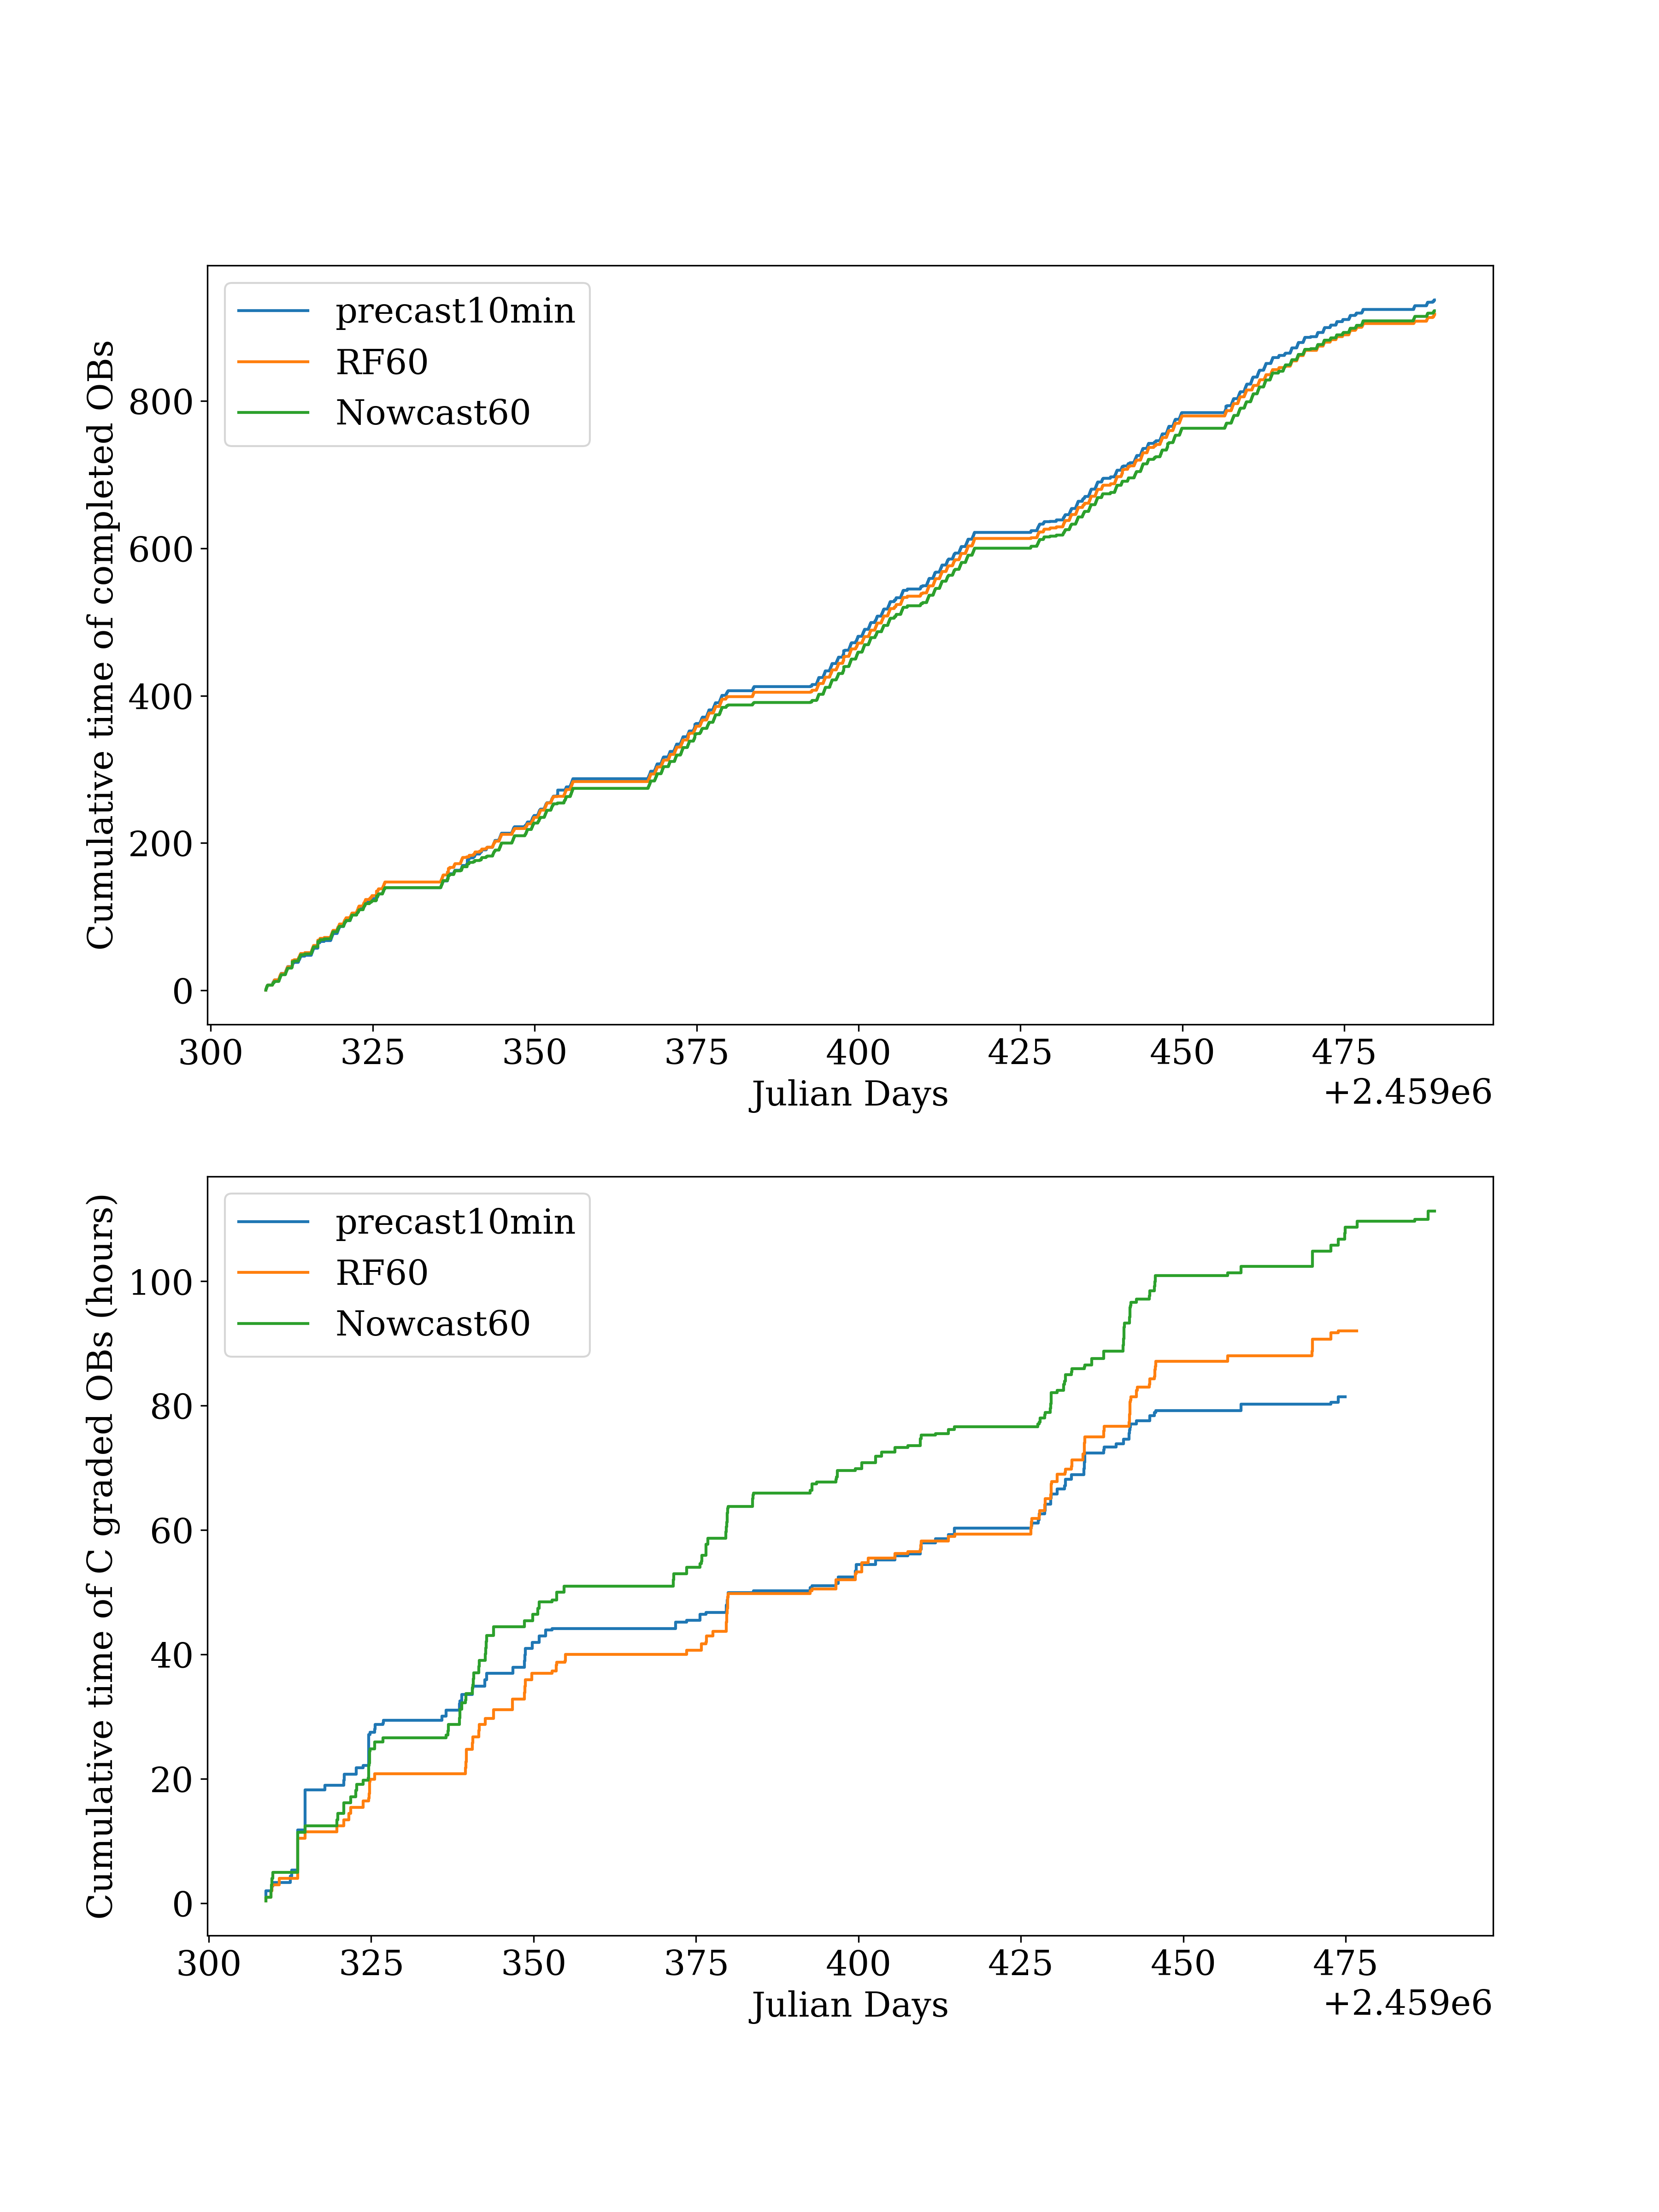 precast10min
RF60
Nowcast60
Cumulative time of completed OBs
800
600
400
200
0
300 325 350 375 400 425 450 475
Julian Days
+2.459e6
precast10min
RF60
Nowcast60
Cumulative time of C graded OBs (hours)
100
80
60
40
20
0
300 325 350 375 400 425 450 475
Julian Days
+2.459e6